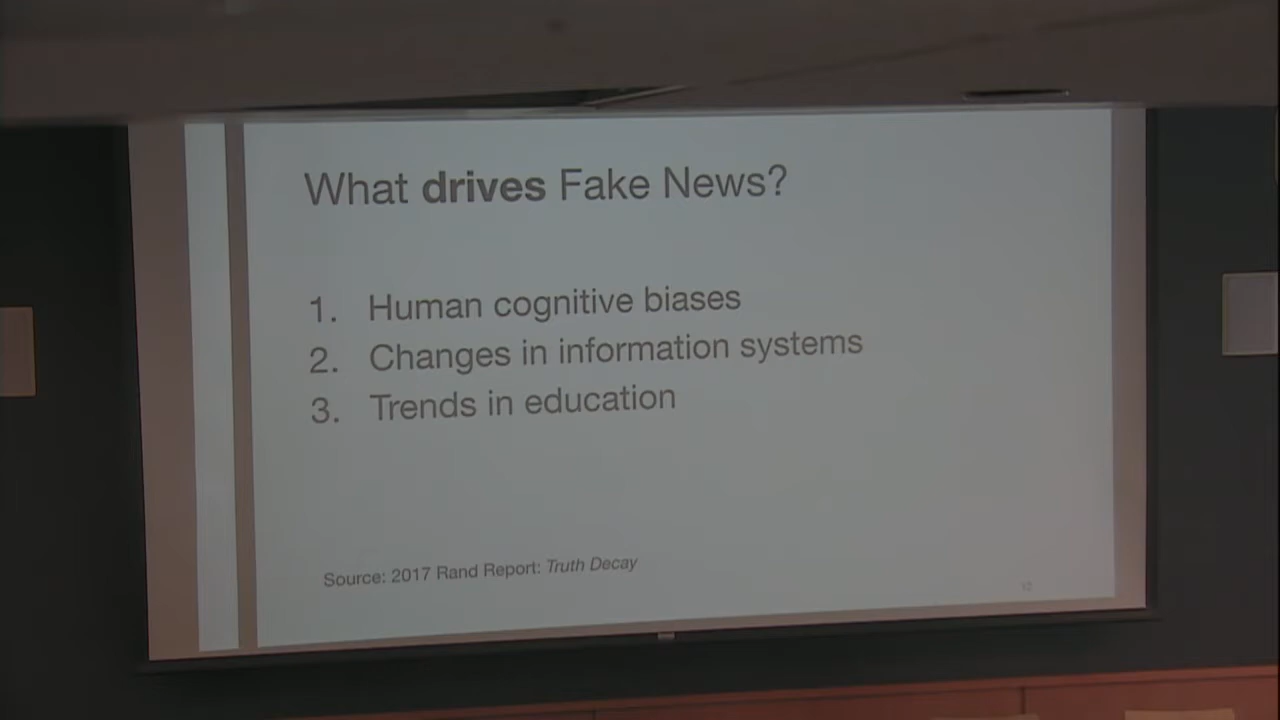 What drives Fake News?
1. Human cognitive biases
2. Changes in information systems
3. Trends in education
Source: 2017 Rand Report: Truth Decay